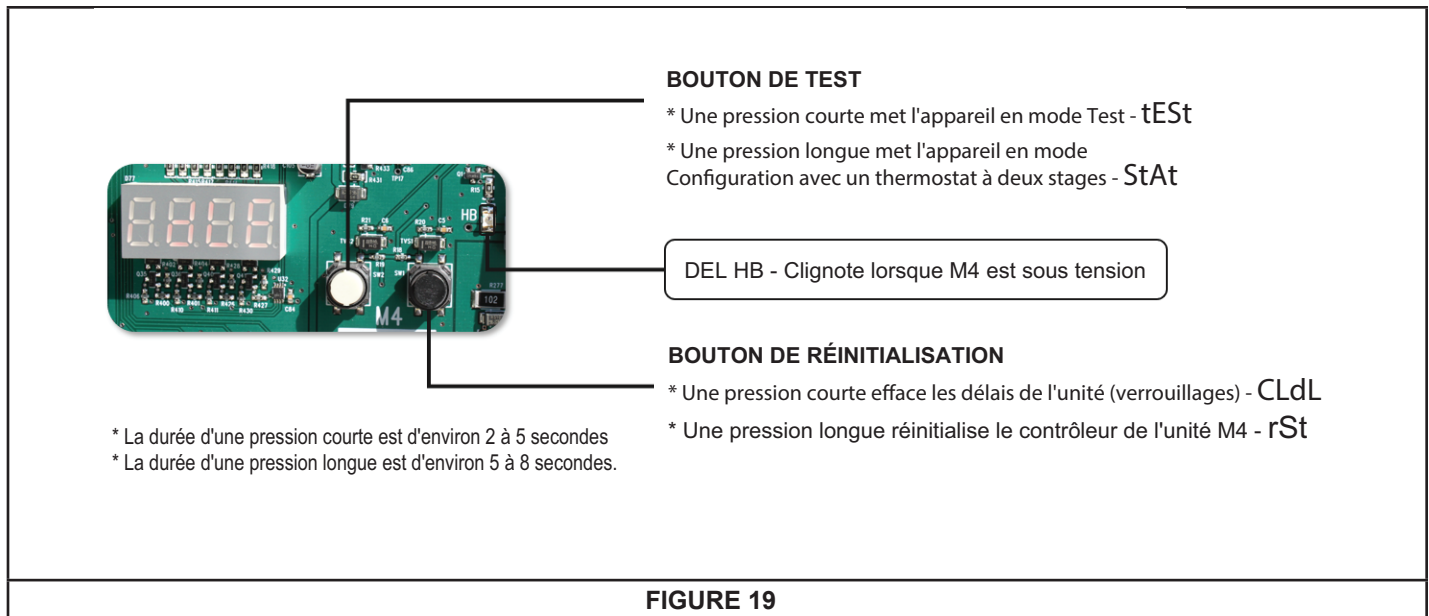 BOUTON DE TEST
* Une pression courte met l'appareil en mode Test - tESt
* Une pression longue met l'appareil en mode
Configuration avec un thermostat à deux stages - StAt
DEL HB - Clignote lorsque M4 est sous tension
HB
M4
BOUTON DE RÉINITIALISATION
* Une pression courte efface les délais de l'unité (verrouillages) - CLdL
* Une pression longue réinitialise le contrôleur de l'unité M4 - rSt
* La durée d'une pression courte est d'environ 2 à 5 secondes
* La durée d'une pression longue est d'environ 5 à 8 secondes.
FIGURE 19